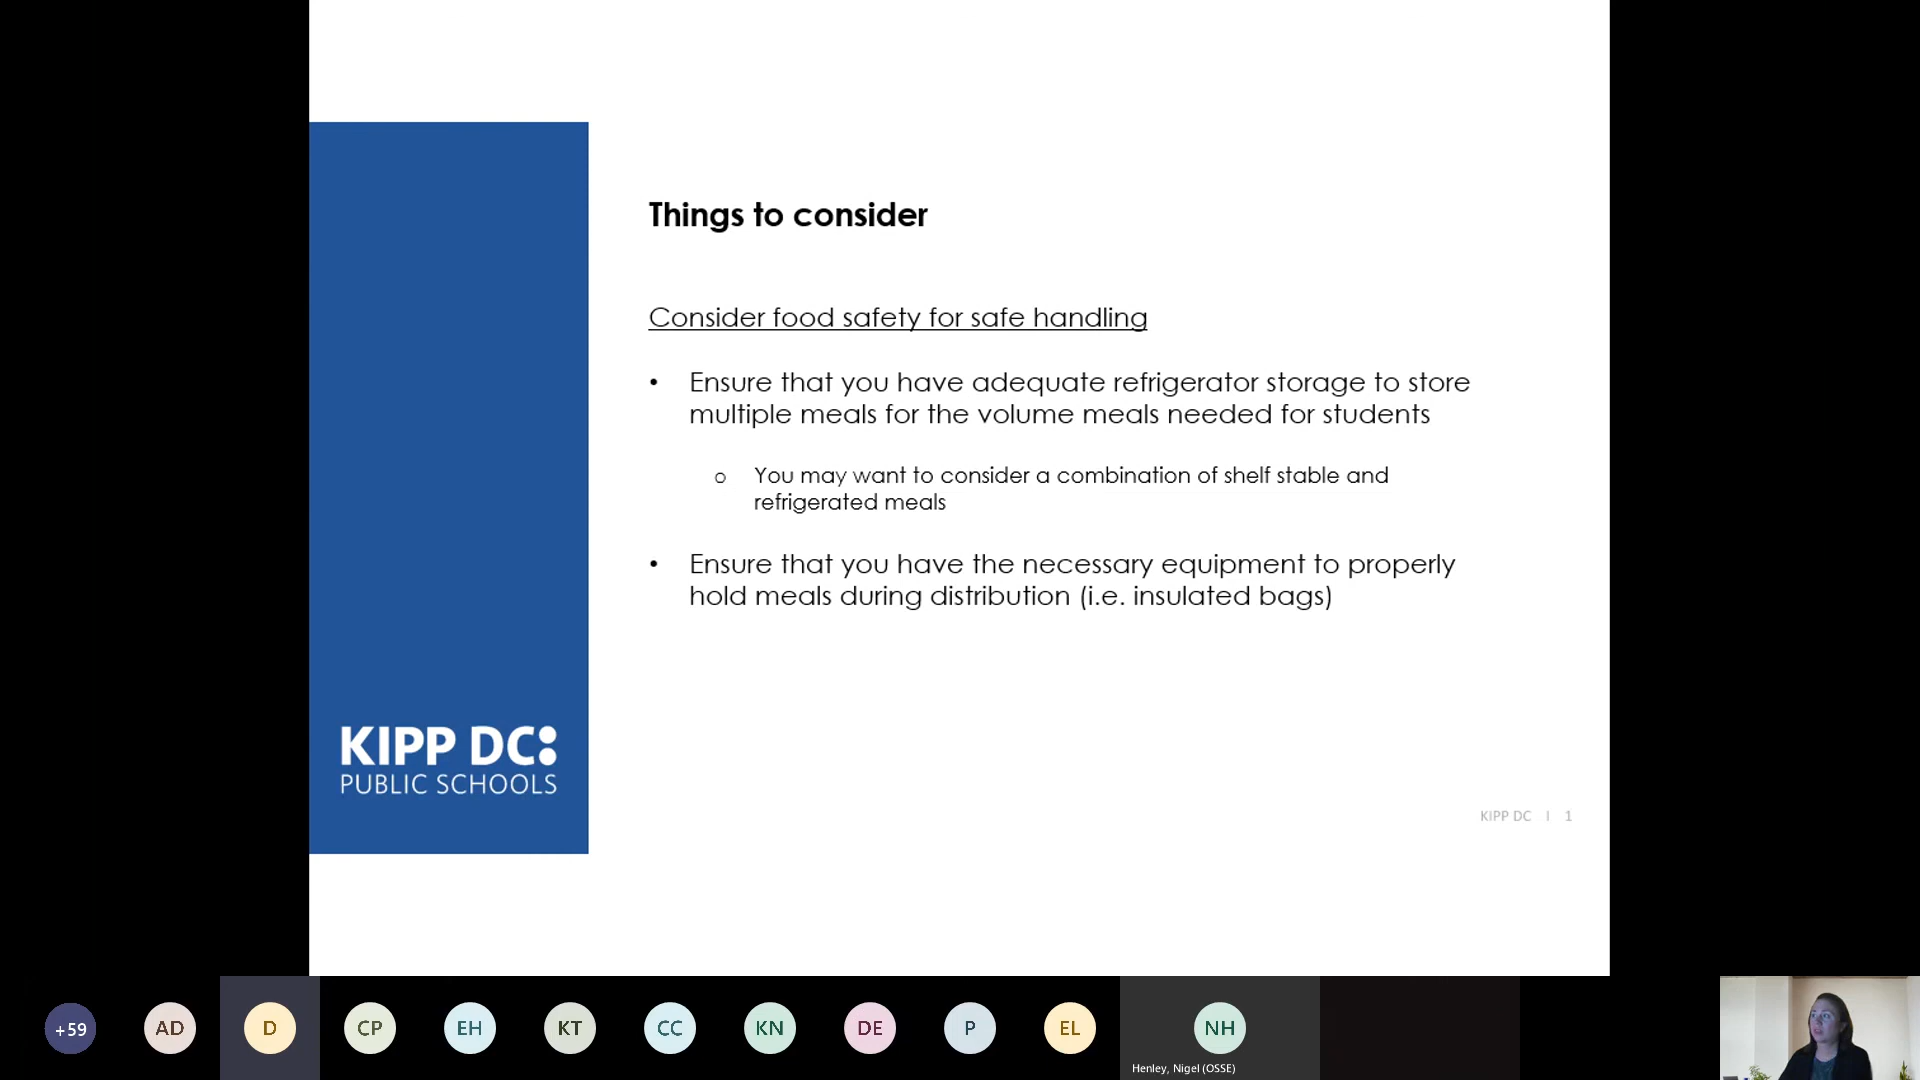 Things to consider
Consider food safety for safe handling
• Ensure that you have adequate refrigerator storage to store
multiple meals for the volume meals needed for students
o You may want to consider a combination of shelf stable and
refrigerated meals
• Ensure that you have the necessary equipment to properly
hold meals during distribution (i.e. insulated bags)
KIPP DC:
PUBLIC SCHOOLS
KIPP DC | 1
+59 AD D CP EH KT CC KN DE P EL NH
Henley, Nigel (OSSE)